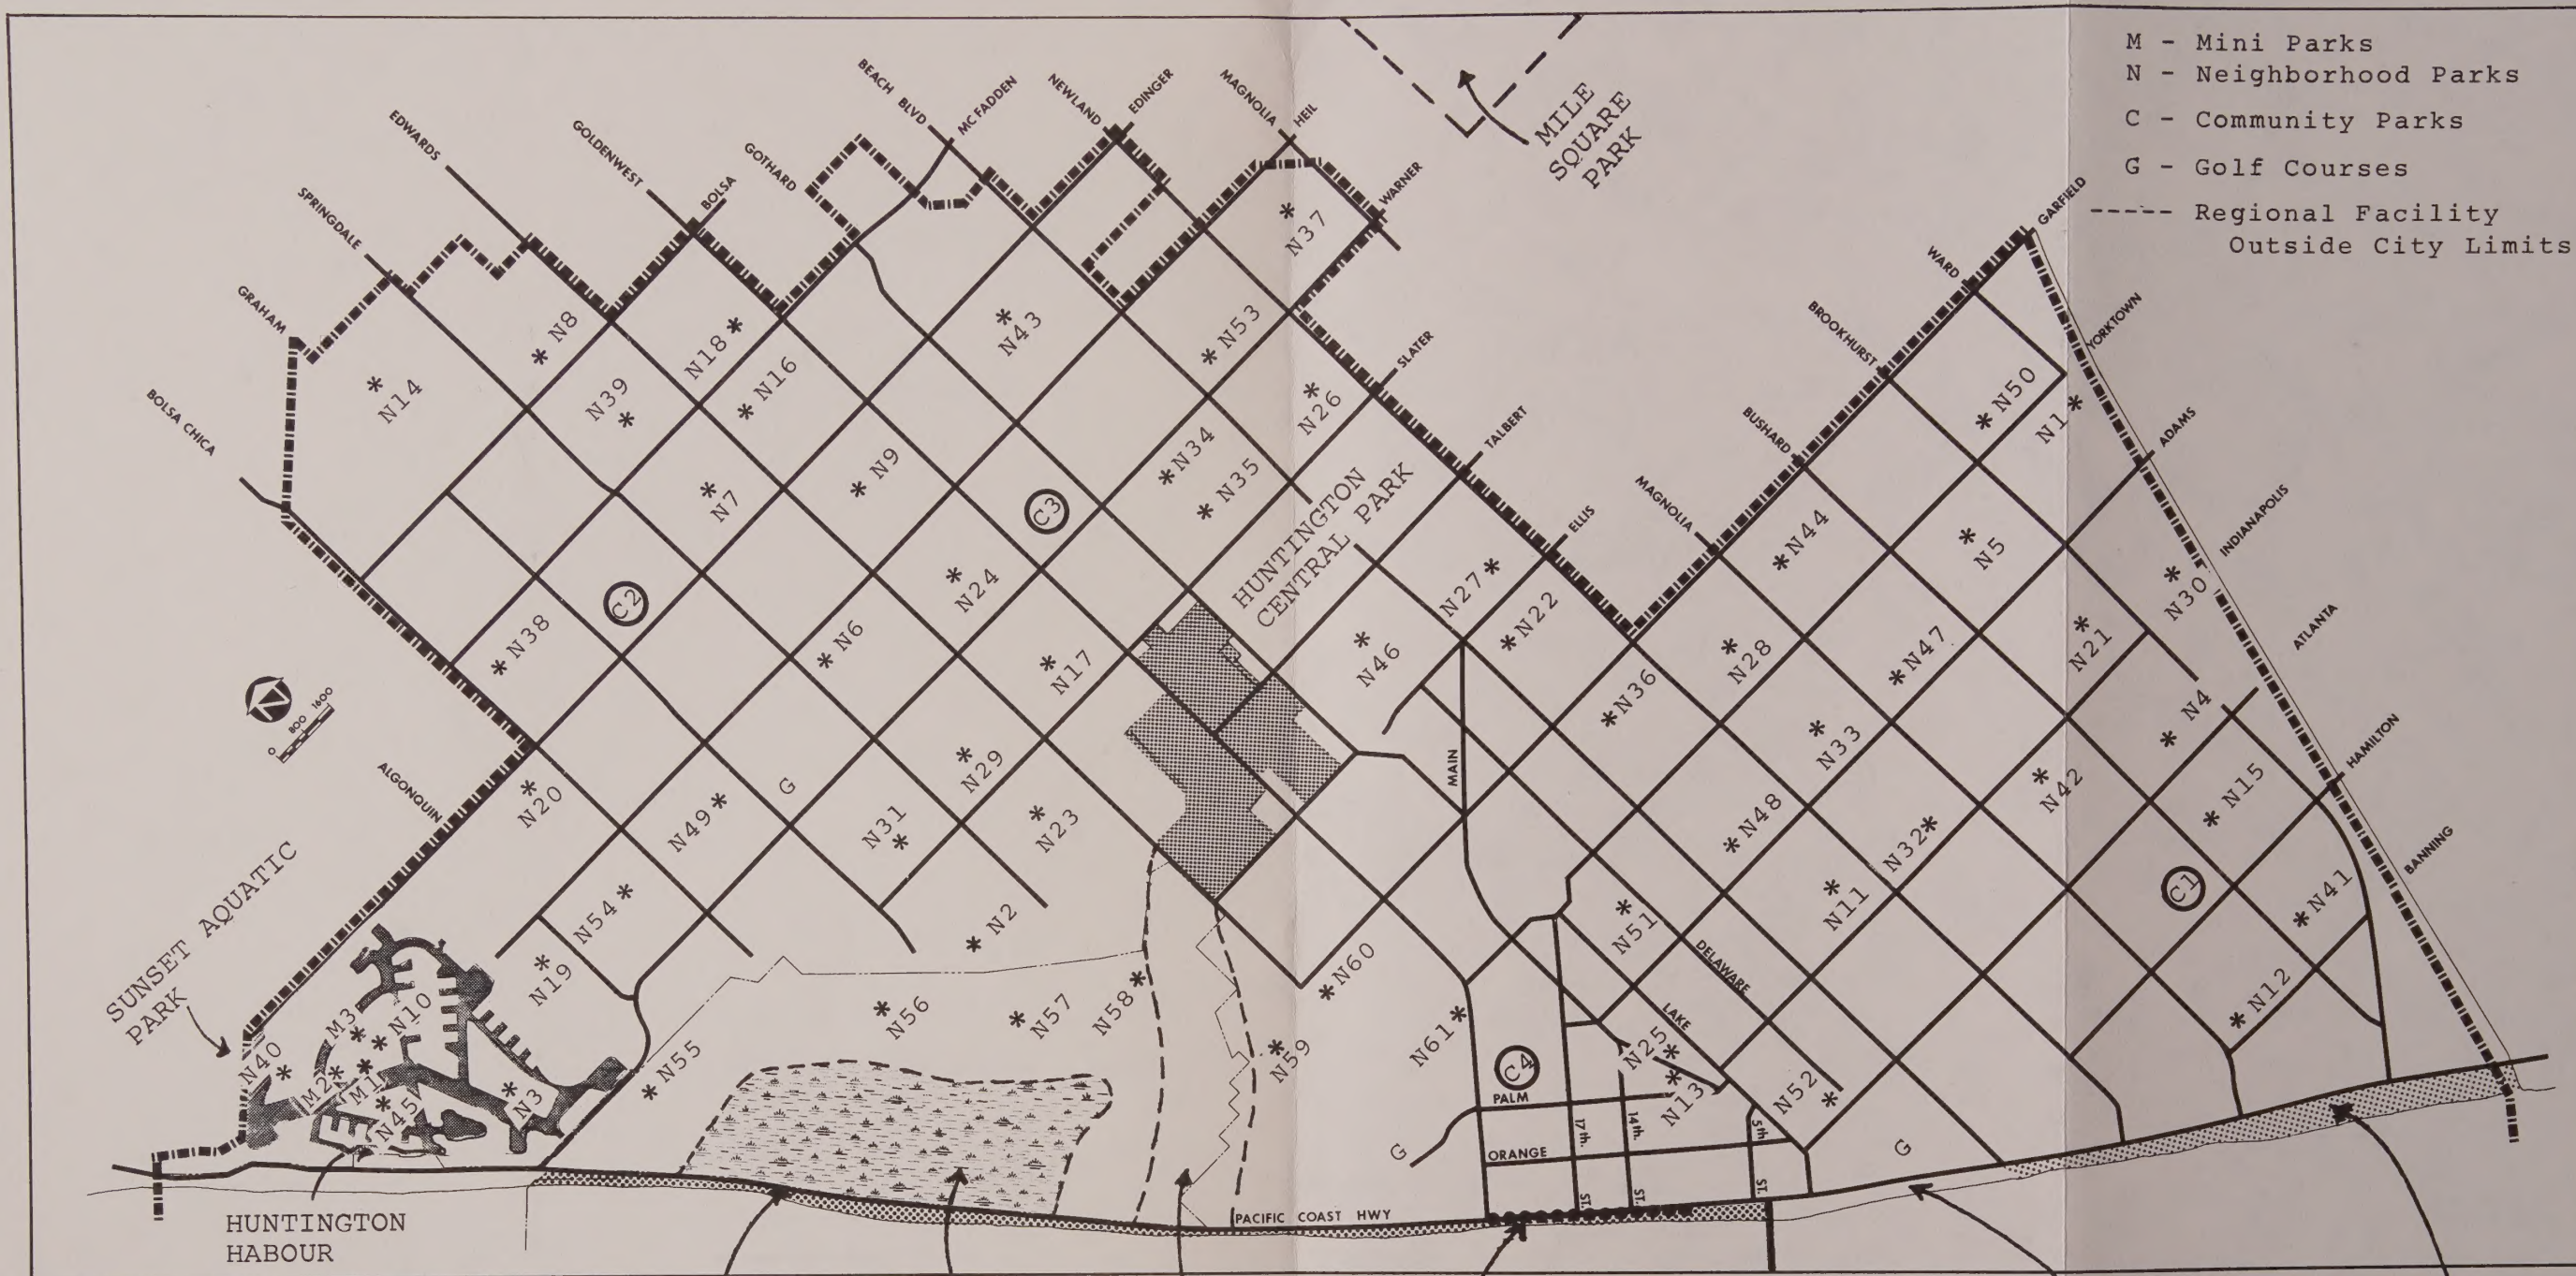 M - Mini Parks
N - Neighborhood Parks
C - Community Parks
G - Golf Courses
----- Regional Facility
Outside City Limits
MILE
SQUARE
PARK
BEACH BLVD
MC FADDEN
NEWLAND
EDINGER
MAGNOLIA
HEIL
WARNER
EDWARDS
GOLDENWEST
BOLSA
GOTHARD
SPRINGDALE
GRAHAM
BOLSA CHICA
GARFIELD
WARD
YORKTOWN
BROOKHURST
SLATER
TALBERT
BUSHARD
ADAMS
MAGNOLIA
ELLIS
INDIANAPOLIS
ATLANTA
HAMILTON
BANNING
ALGONQUIN
N37
N8
N18
N43
N53
N14
N39
N16
N26
N50
N1
N7
N9
N34
N35
C3
HUNTINGTON
CENTRAL PARK
N44
N5
N38
C2
N6
N24
N17
N46
N27
N22
N28
N47
N21
N30
N36
N33
N4
N
0 800 1600
N20
N49
G
N31
N29
N23
MAIN
N48
N32
N42
N15
C1
N41
N54
N19
N2
N60
N51
N11
DELAWARE
N12
SUNSET AQUATIC
PARK
M3
N10
N40
M2
M1
N45
N3
N55
N56
N57
N58
N59
N61
C4
LAKE
N25
N13
N52
PALM
G
ORANGE
17th.
ST.
14th.
ST.
5th
ST.
G
PACIFIC COAST HWY
HUNTINGTON
HABOUR